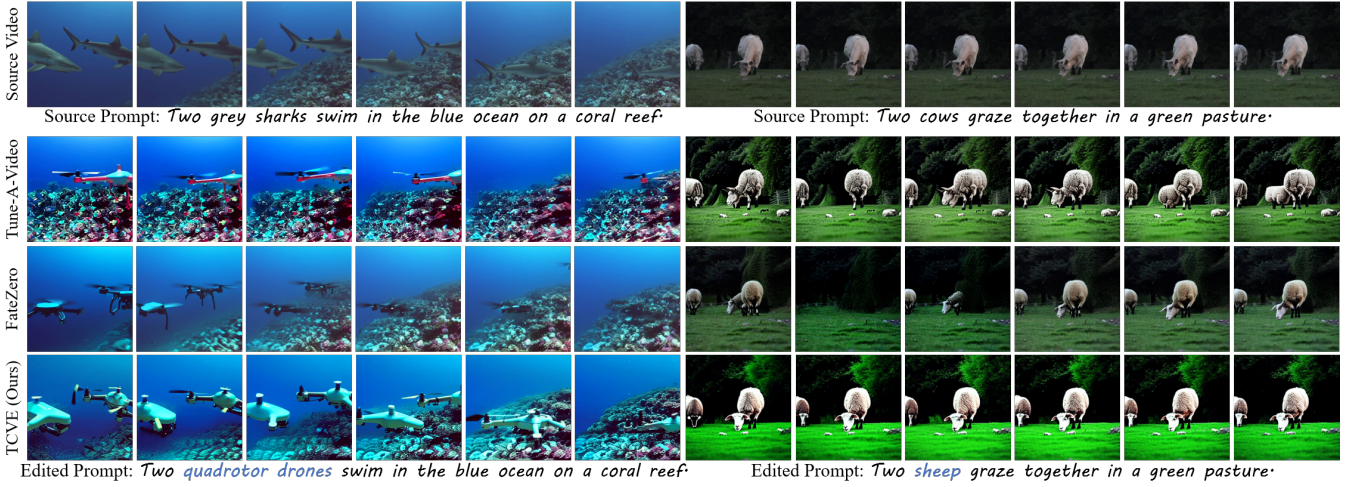 Source Video
Source Prompt: Two grey sharks swim in the blue ocean on a coral reef.
Source Prompt: Two cows graze together in a green pasture.
Tune-A-Video
FateZero
TCVE (Ours)
Edited Prompt: Two quadrotor drones swim in the blue ocean on a coral reef.
Edited Prompt: Two sheep graze together in a green pasture.